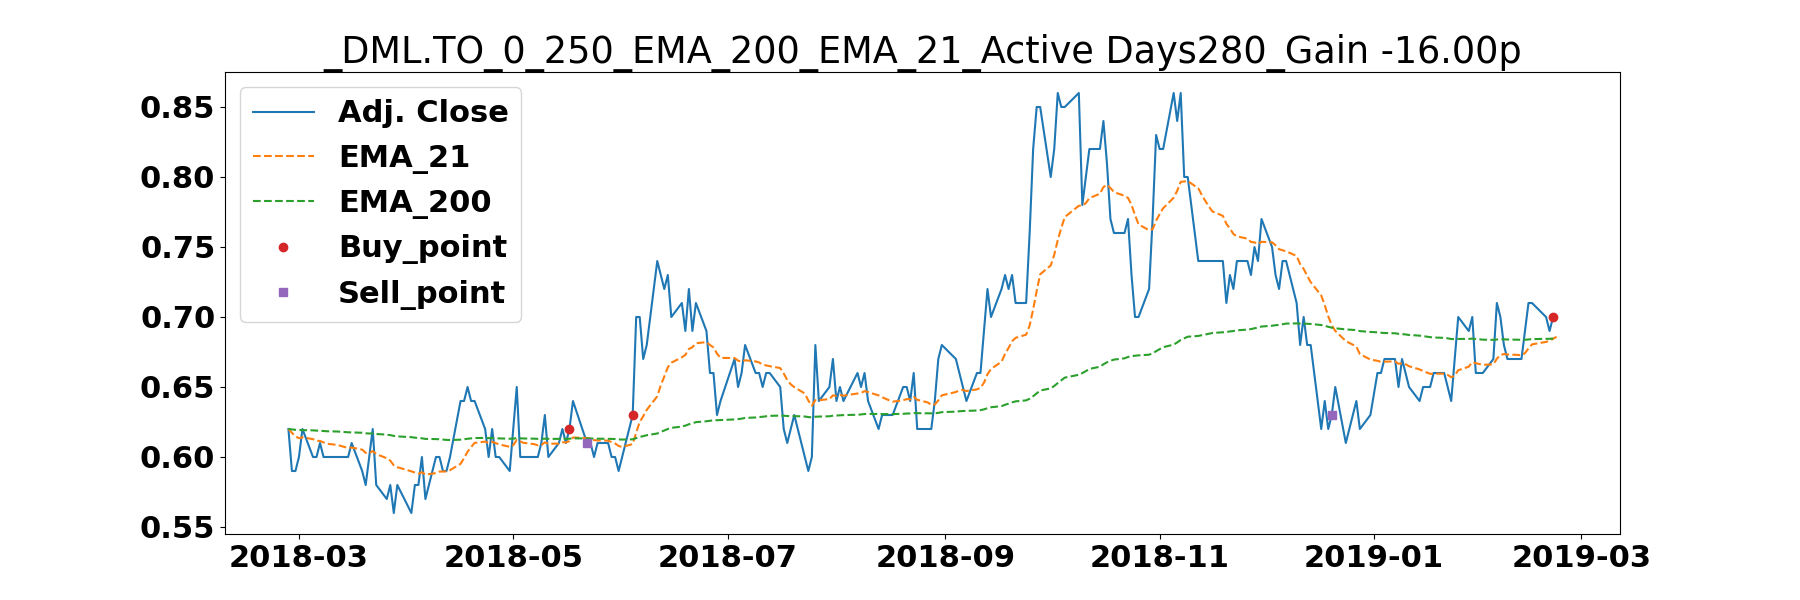 _DML.TO_0_250_EMA_200_EMA_21_Active Days280_Gain -16.00p
0.85
0.80
0.75
0.70
0.65
0.60
0.55
Adj. Close
EMA_21
EMA_200
Buy_point
Sell_point
2018-03 2018-05 2018-07 2018-09 2018-11 2019-01 2019-03